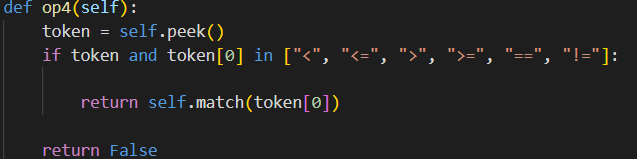 def op4(self):
    token = self.peek()
    if token and token[0] in ["<", "<=", ">", ">=", "==", "!="]:
        return self.match(token[0])
    return False